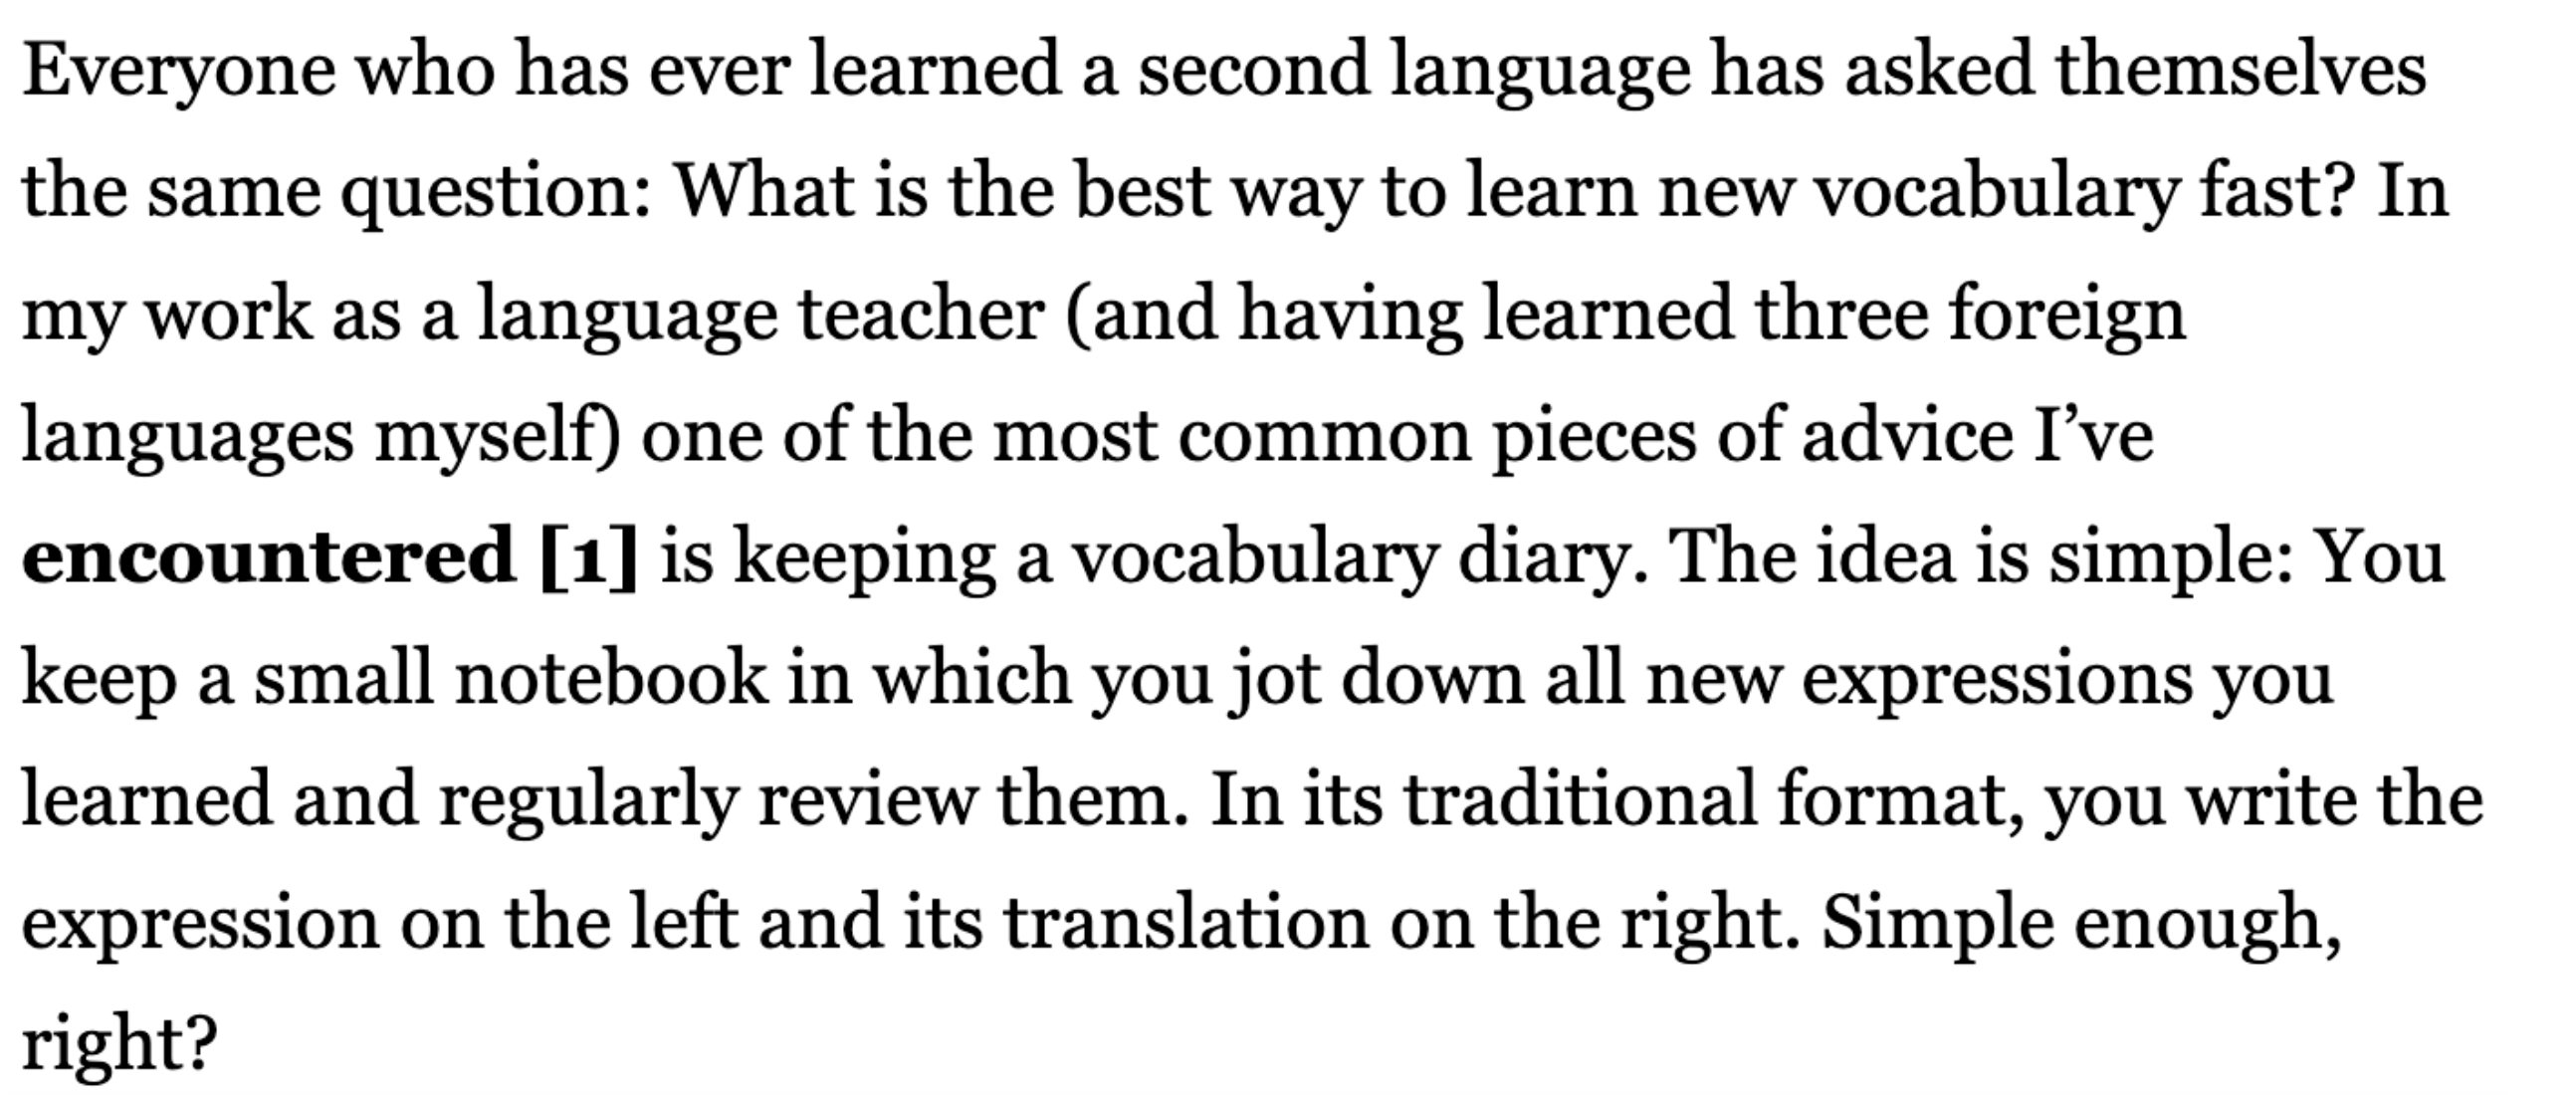 Everyone who has ever learned a second language has asked themselves
the same question: What is the best way to learn new vocabulary fast? In
my work as a language teacher (and having learned three foreign
languages myself) one of the most common pieces of advice I’ve
encountered [1] is keeping a vocabulary diary. The idea is simple: You
keep a small notebook in which you jot down all new expressions you
learned and regularly review them. In its traditional format, you write the
expression on the left and its translation on the right. Simple enough,
right?